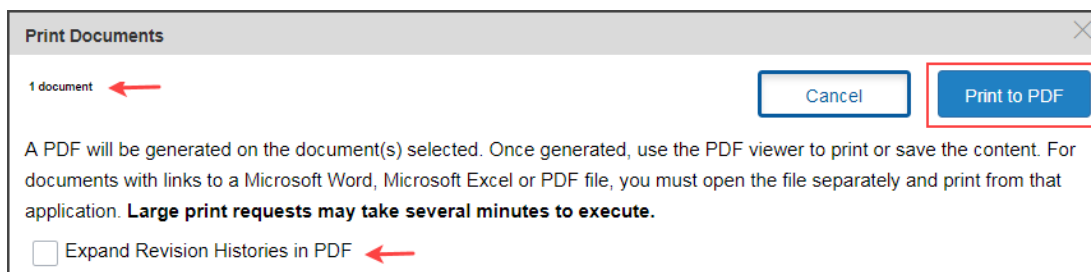 Print Documents
1 document
Cancel
Print to PDF
A PDF will be generated on the document(s) selected. Once generated, use the PDF viewer to print or save the content. For
documents with links to a Microsoft Word, Microsoft Excel or PDF file, you must open the file separately and print from that
application. Large print requests may take several minutes to execute.
Expand Revision Histories in PDF